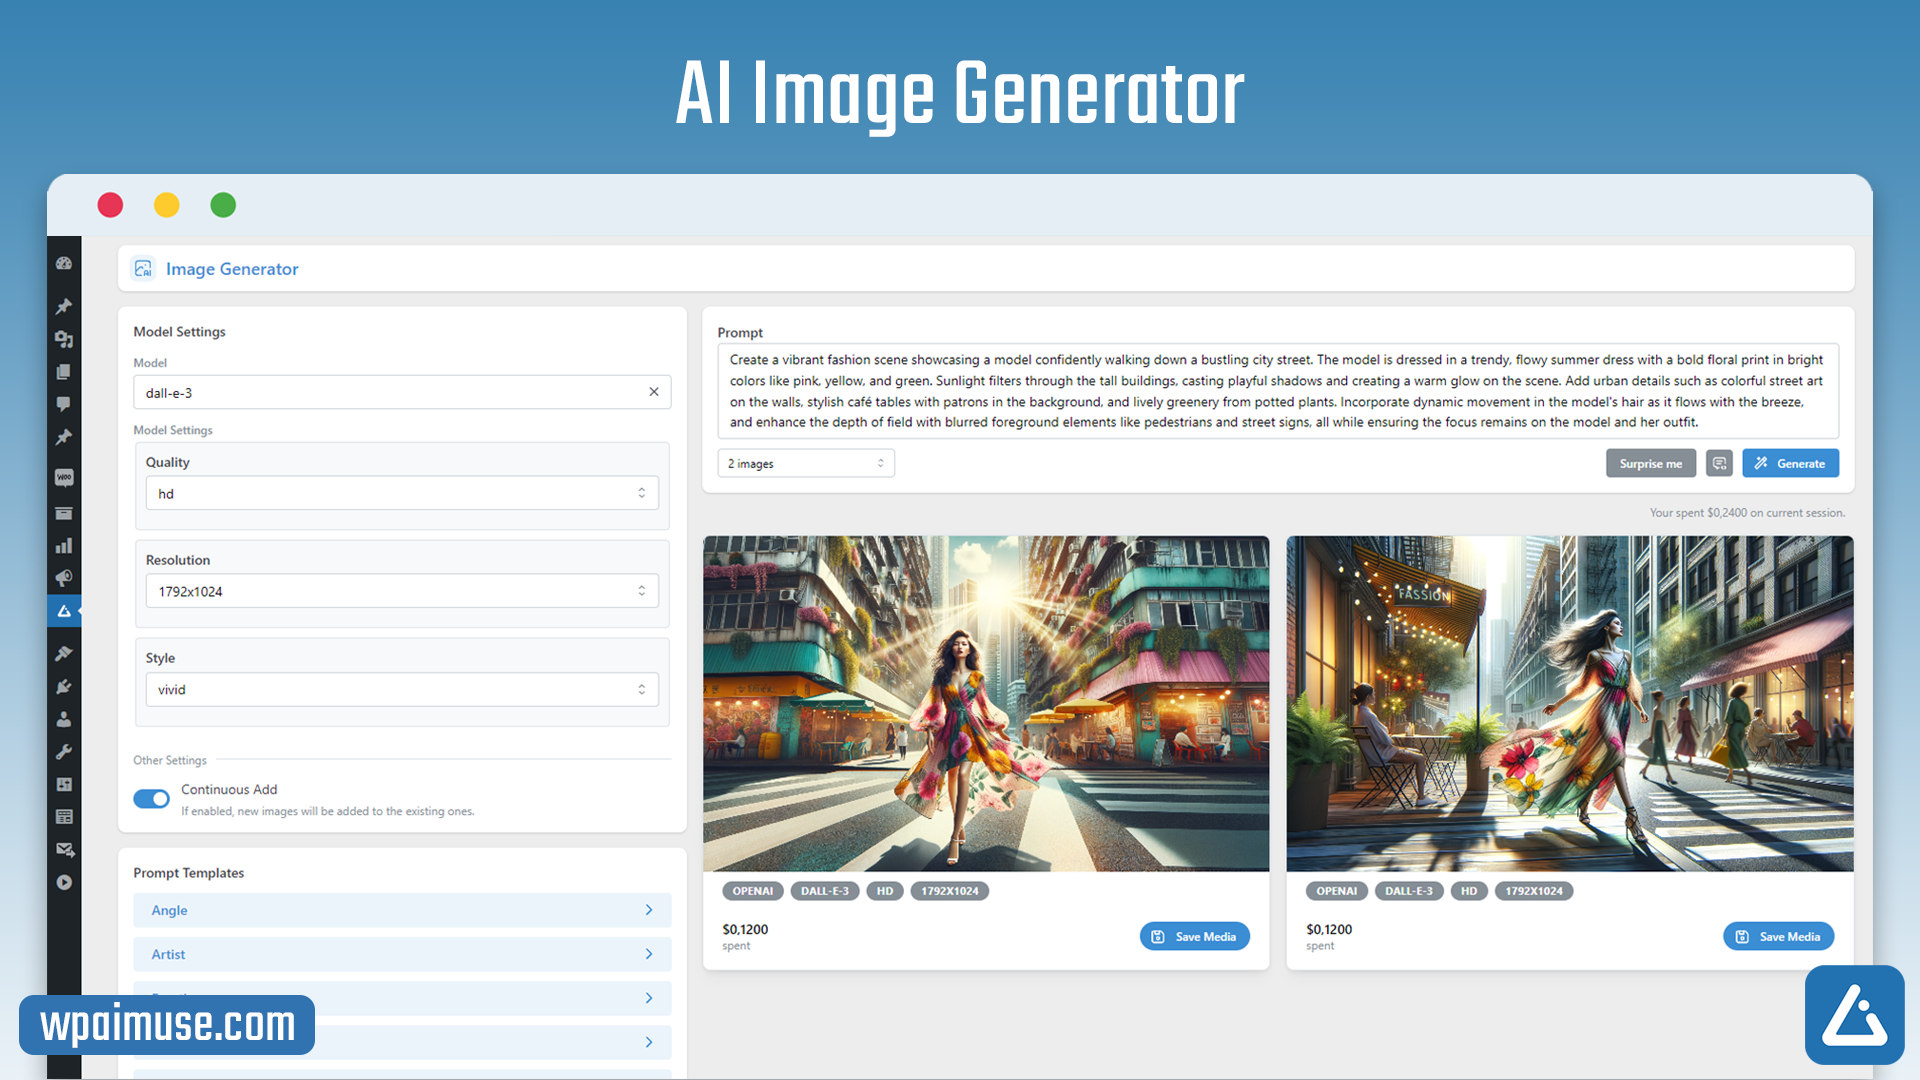 AI Image Generator
Image Generator
Model Settings
Model
dall-e-3
Model Settings
Quality
hd
Resolution
1792x1024
Style
vivid
Other Settings
Continuous Add
If enabled, new images will be added to the existing ones.
Prompt Templates
Angle
Artist
Prompt
Create a vibrant fashion scene showcasing a model confidently walking down a bustling city street. The model is dressed in a trendy, flowy summer dress with a bold floral print in bright
colors like pink, yellow, and green. Sunlight filters through the tall buildings, casting playful shadows and creating a warm glow on the scene. Add urban details such as colorful street art
on the walls, stylish café tables with patrons in the background, and lively greenery from potted plants. Incorporate dynamic movement in the model's hair as it flows with the breeze,
and enhance the depth of field with blurred foreground elements like pedestrians and street signs, all while ensuring the focus remains on the model and her outfit.
2 images
Surprise me
Generate
Your spent $0,2400 on current session.
FASSION
OPENAI DALL-E-3 HD 1792X1024
$0,1200
spent
Save Media
OPENAI DALL-E-3 HD 1792X1024
$0,1200
spent
Save Media
woo
wpaimuse.com